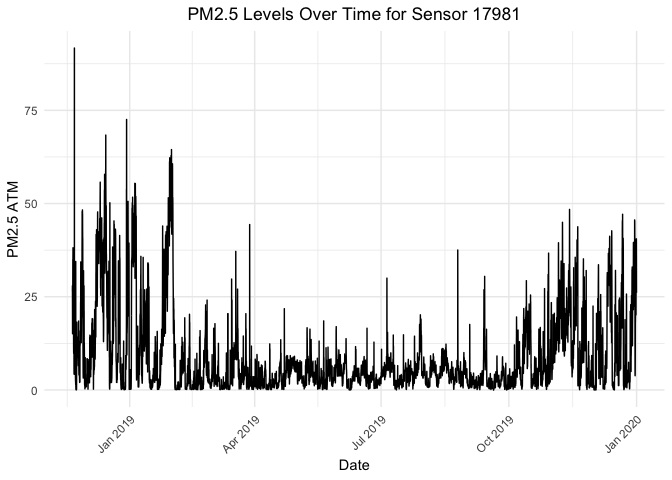 PM2.5 Levels Over Time for Sensor 17981
75
50
25
0
PM2.5 ATM
Jan 2019
Apr 2019
Jul 2019
Oct 2019
Jan 2020
Date